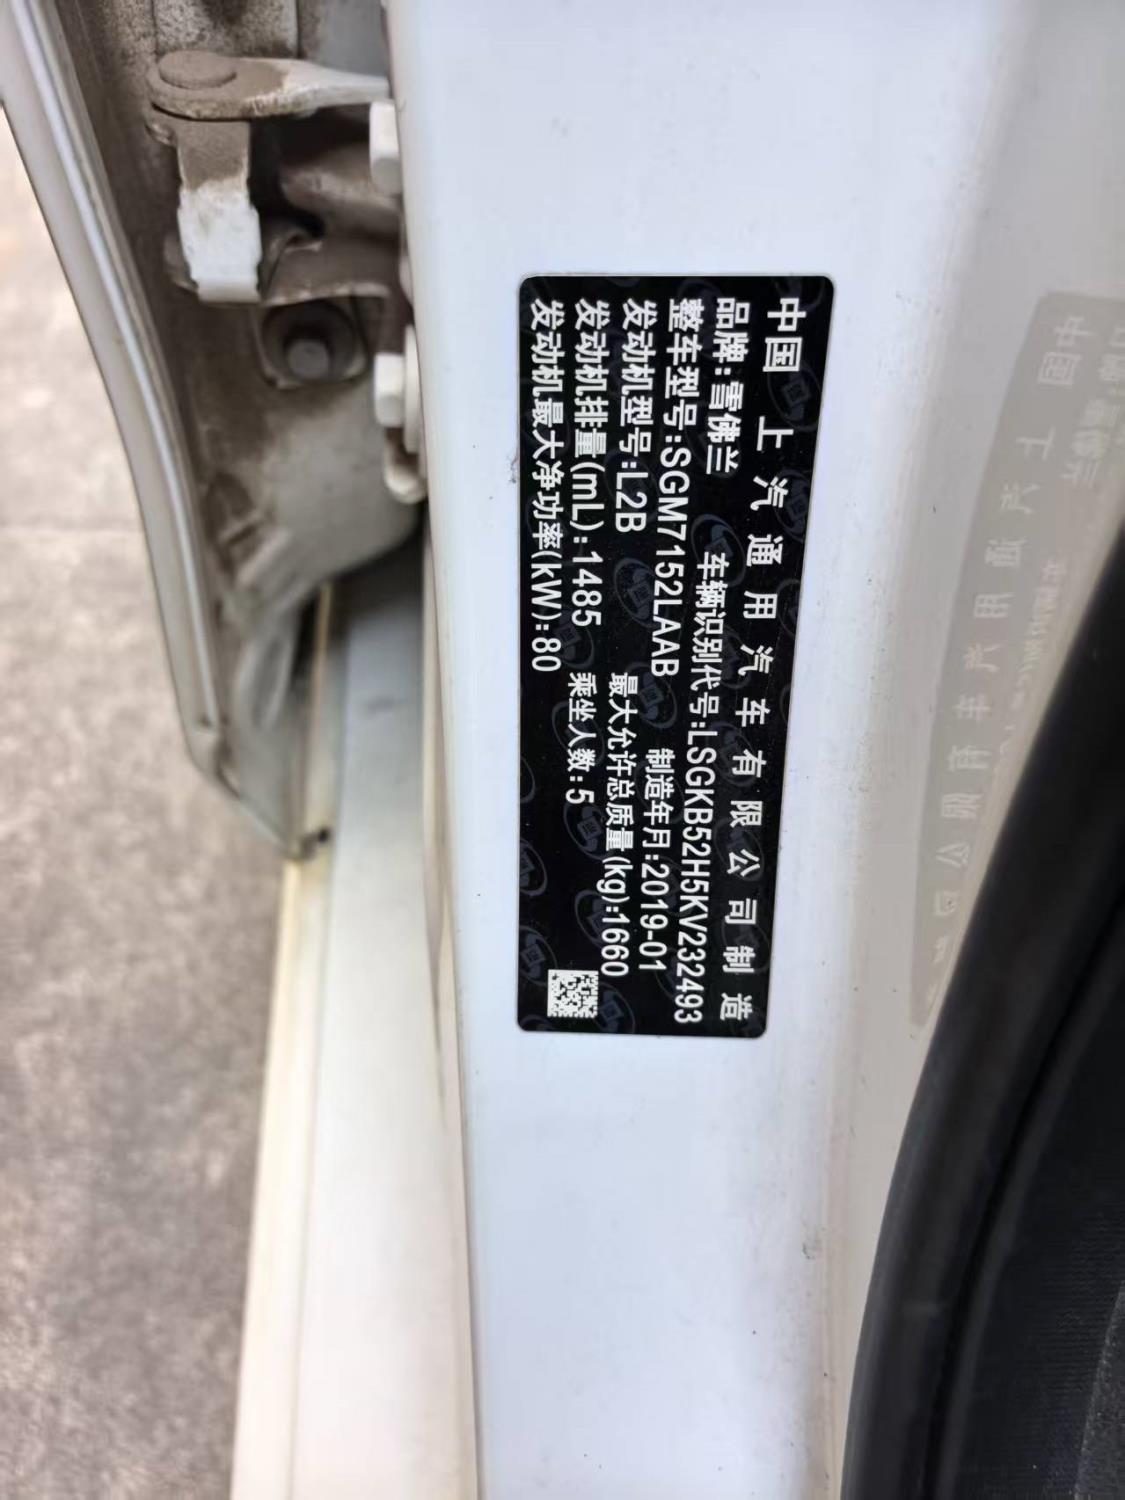 中国 上汽通用汽车有限公司制造
品牌:雪佛兰 车辆识别代号:LSGKB52H5KV232493
整车型号:SGM7152LAAB 制造年月:2019-01
发动机型号:L2B 最大允许总质量(kg):1660
发动机排量(mL):1485 乘坐人数:5
发动机最大净功率(kW):80